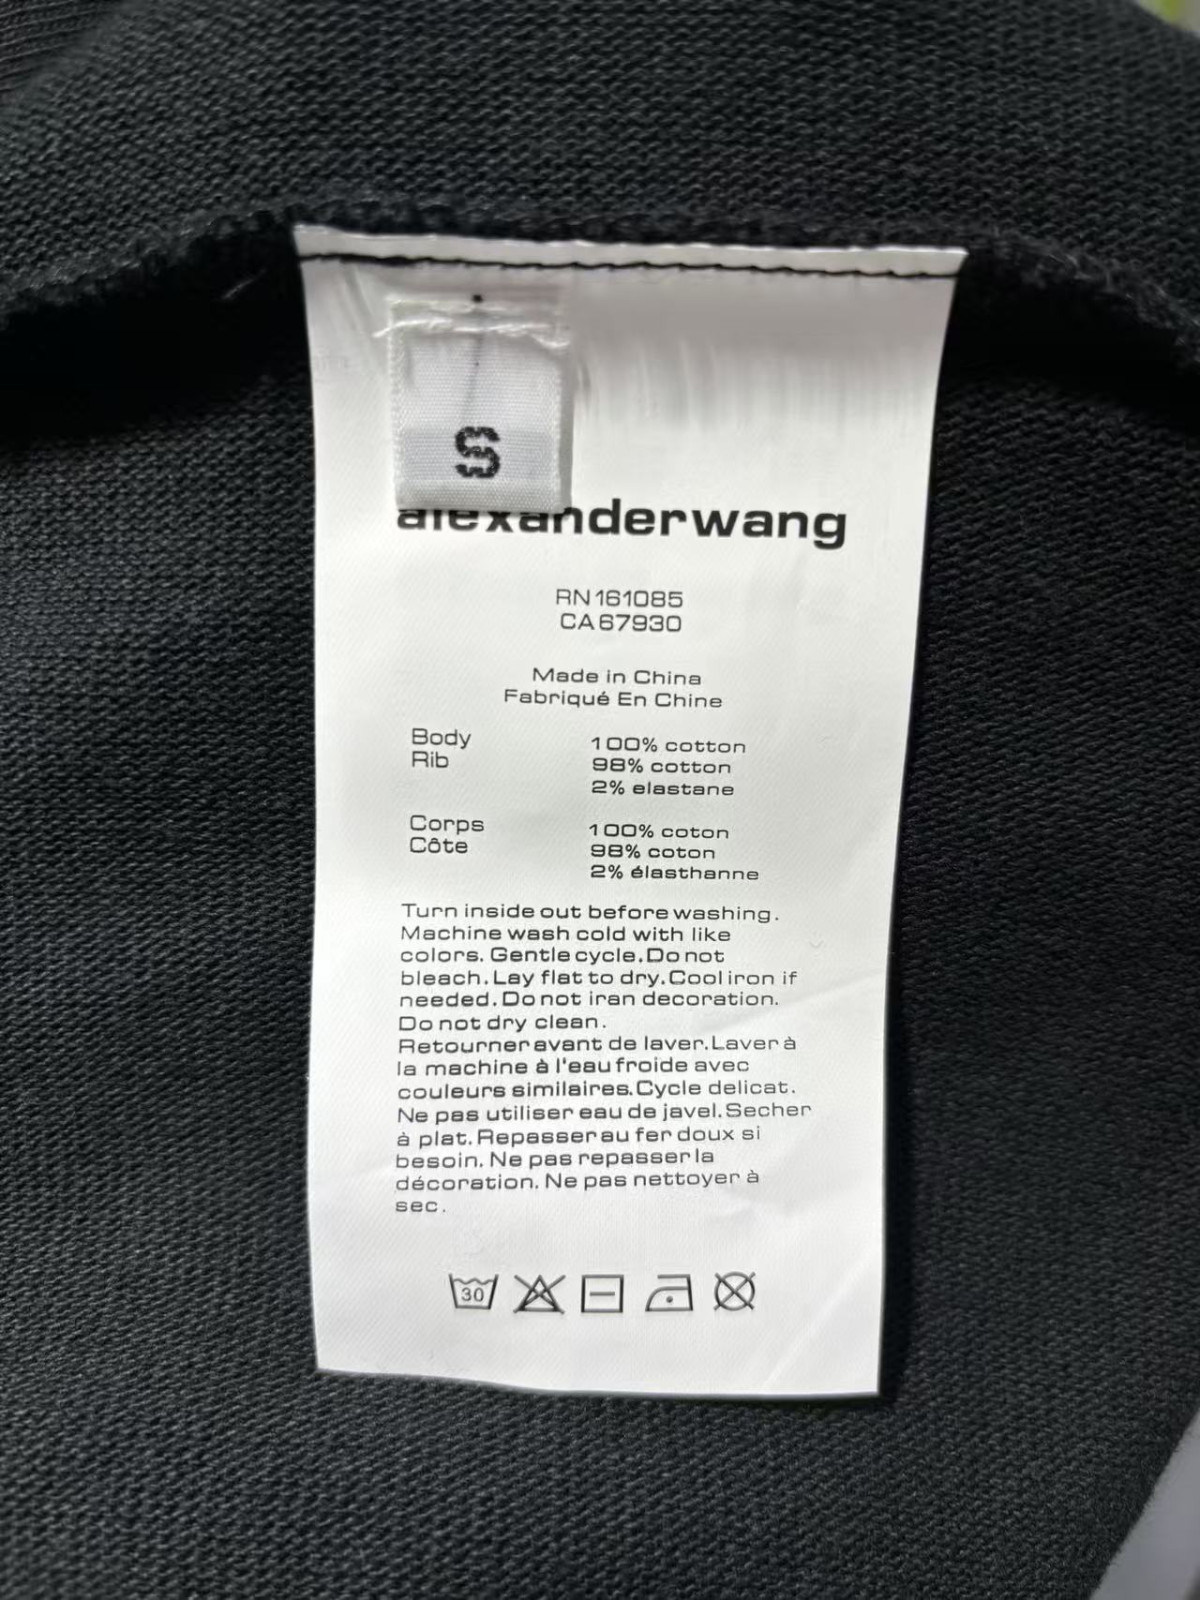 S
alexanderwang
RN 161085
CA 67930
Made in China
Fabriqué En Chine
Body 100% cotton
Rib 98% cotton
2% elastane
Corps 100% coton
Côte 98% coton
2% élasthanne
Turn inside out before washing.
Machine wash cold with like
colors. Gentle cycle. Do not
bleach. Lay flat to dry. Cool iron if
needed. Do not iran decoration.
Do not dry clean.
Retourner avant de laver. Laver à
la machine à l'eau froide avec
couleurs similaires. Cycle delicat.
Ne pas utiliser eau de javel. Secher
à plat. Repasser au fer doux si
besoin. Ne pas repasser la
décoration. Ne pas nettoyer à
sec.
30